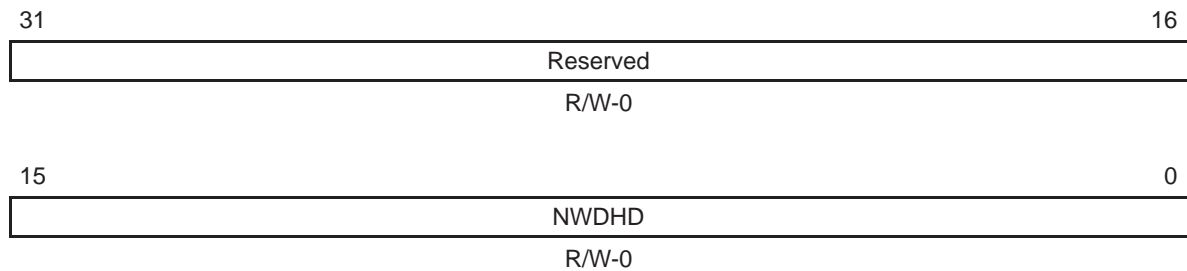 31 16
Reserved
R/W-0
15 0
NWDHD
R/W-0